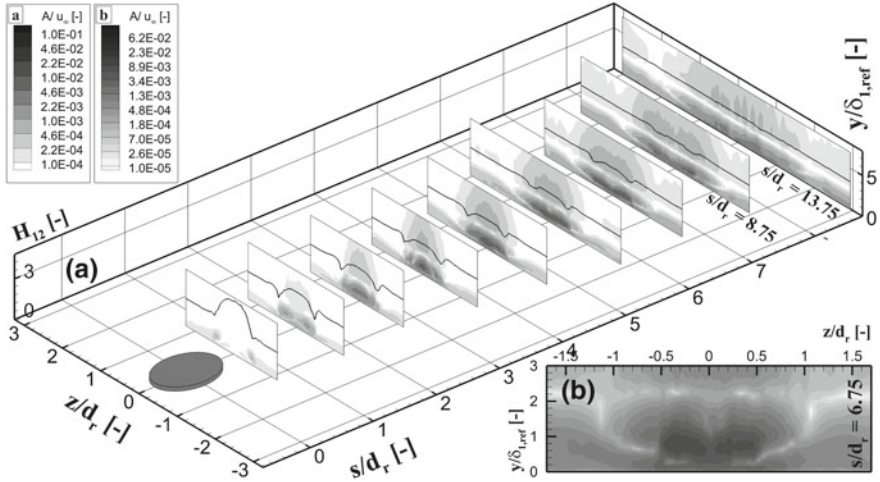 a
A/ u∞ [-]
1.0E-01
4.6E-02
2.2E-02
1.0E-02
4.6E-03
2.2E-03
1.0E-03
4.6E-04
2.2E-04
1.0E-04
b
A/ u∞ [-]
6.2E-02
2.3E-02
8.9E-03
3.4E-03
1.3E-03
4.8E-04
1.8E-04
7.0E-05
2.6E-05
1.0E-05
H12 [-]
3
0
(a)
3
2
1
0
-1
-2
-3
z/dr [-]
0
1
2
3
4
5
6
7
-
s/dr [-]
s/dr = 8.75
s/dr = 13.75
y/δ1,ref [-]
5
0
z/dr [-]
-1.5
-1
-0.5
0
0.5
1
1.5
(b)
y/δ1,ref [-]
3
2
1
0
s/dr = 6.75